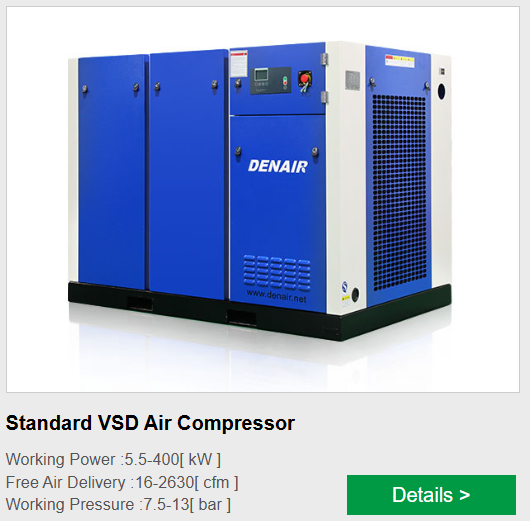 DENAIR
www.denair.net
Standard VSD Air Compressor
Working Power :5.5-400[ kW ]
Free Air Delivery :16-2630[ cfm ]
Working Pressure :7.5-13[ bar ]
Details >